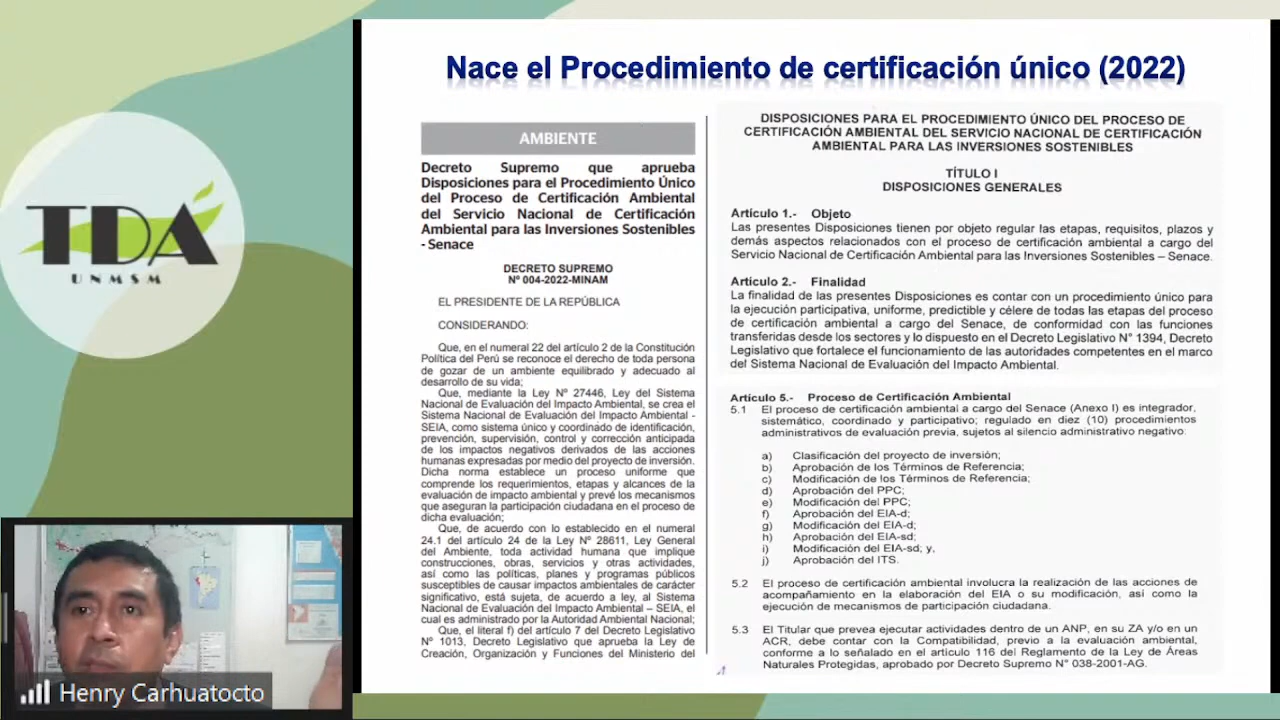 Nace el Procedimiento de certificación único (2022)
TDA
UNMSM
AMBIENTE
Decreto Supremo que aprueba
Disposiciones para el Procedimiento Único
del Proceso de Certificación Ambiental
del Servicio Nacional de Certificación
Ambiental para las Inversiones Sostenibles
- Senace
DECRETO SUPREMO
Nº 004-2022-MINAM
EL PRESIDENTE DE LA REPÚBLICA
CONSIDERANDO:
Que, en el numeral 22 del artículo 2 de la Constitución
Política del Perú se reconoce el derecho de toda persona
de gozar de un ambiente equilibrado y adecuado al
desarrollo de su vida;
Que, mediante la Ley Nº 27446, Ley del Sistema
Nacional de Evaluación del Impacto Ambiental, se crea el
Sistema Nacional de Evaluación del Impacto Ambiental -
SEIA, como sistema único y coordinado de identificación,
prevención, supervisión, control y corrección anticipada
de los impactos negativos derivados de las acciones
humanas expresadas por medio del proyecto de inversión.
Dicha norma establece un proceso uniforme que
comprende los requerimientos, etapas y alcances de la
evaluación de impacto ambiental y prevé los mecanismos
que aseguran la participación ciudadana en el proceso de
dicha evaluación;
Que, de acuerdo con lo establecido en el numeral
24.1 del artículo 24 de la Ley Nº 28611, Ley General
del Ambiente, toda actividad humana que implique
construcciones, obras, servicios y otras actividades,
así como las políticas, planes y programas públicos
susceptibles de causar impactos ambientales de carácter
significativo, está sujeta, de acuerdo a ley, al Sistema
Nacional de Evaluación del Impacto Ambiental – SEIA, el
cual es administrado por la Autoridad Ambiental Nacional;
Que, el literal f) del artículo 7 del Decreto Legislativo
Nº 1013, Decreto Legislativo que aprueba la Ley de
Creación, Organización y Funciones del Ministerio del
DISPOSICIONES PARA EL PROCEDIMIENTO ÚNICO DEL PROCESO DE
CERTIFICACIÓN AMBIENTAL DEL SERVICIO NACIONAL DE CERTIFICACIÓN
AMBIENTAL PARA LAS INVERSIONES SOSTENIBLES
TÍTULO I
DISPOSICIONES GENERALES
Artículo 1.- Objeto
Las presentes Disposiciones tienen por objeto regular las etapas, requisitos, plazos y
demás aspectos relacionados con el proceso de certificación ambiental a cargo del
Servicio Nacional de Certificación Ambiental para las Inversiones Sostenibles – Senace.
Artículo 2.- Finalidad
La finalidad de las presentes Disposiciones es contar con un procedimiento único para
la ejecución participativa, uniforme, predictible y célere de todas las etapas del proceso
de certificación ambiental a cargo del Senace, de conformidad con las funciones
transferidas desde los sectores y lo dispuesto en el Decreto Legislativo N° 1394, Decreto
Legislativo que fortalece el funcionamiento de las autoridades competentes en el marco
del Sistema Nacional de Evaluación del Impacto Ambiental.
Artículo 5.- Proceso de Certificación Ambiental
5.1 El proceso de certificación ambiental a cargo del Senace (Anexo I) es integrador,
sistemático, coordinado y participativo; regulado en diez (10) procedimientos
administrativos de evaluación previa, sujetos al silencio administrativo negativo:
a) Clasificación del proyecto de inversión;
b) Aprobación de los Términos de Referencia;
c) Modificación de los Términos de Referencia;
d) Aprobación del PPC;
e) Modificación del PPC;
f) Aprobación del EIA-d;
g) Modificación del EIA-d;
h) Aprobación del EIA-sd;
i) Modificación del EIA-sd; y,
j) Aprobación del ITS.
5.2 El proceso de certificación ambiental involucra la realización de las acciones de
acompañamiento en la elaboración del EIA o su modificación, así como la
ejecución de mecanismos de participación ciudadana.
5.3 El Titular que prevea ejecutar actividades dentro de un ANP, en su ZA y/o en un
ACR, debe contar con la Compatibilidad, previo a la evaluación ambiental,
conforme a lo señalado en el artículo 116 del Reglamento de la Ley de Áreas
Naturales Protegidas, aprobado por Decreto Supremo N° 038-2001-AG.
Henry Carhuatocto